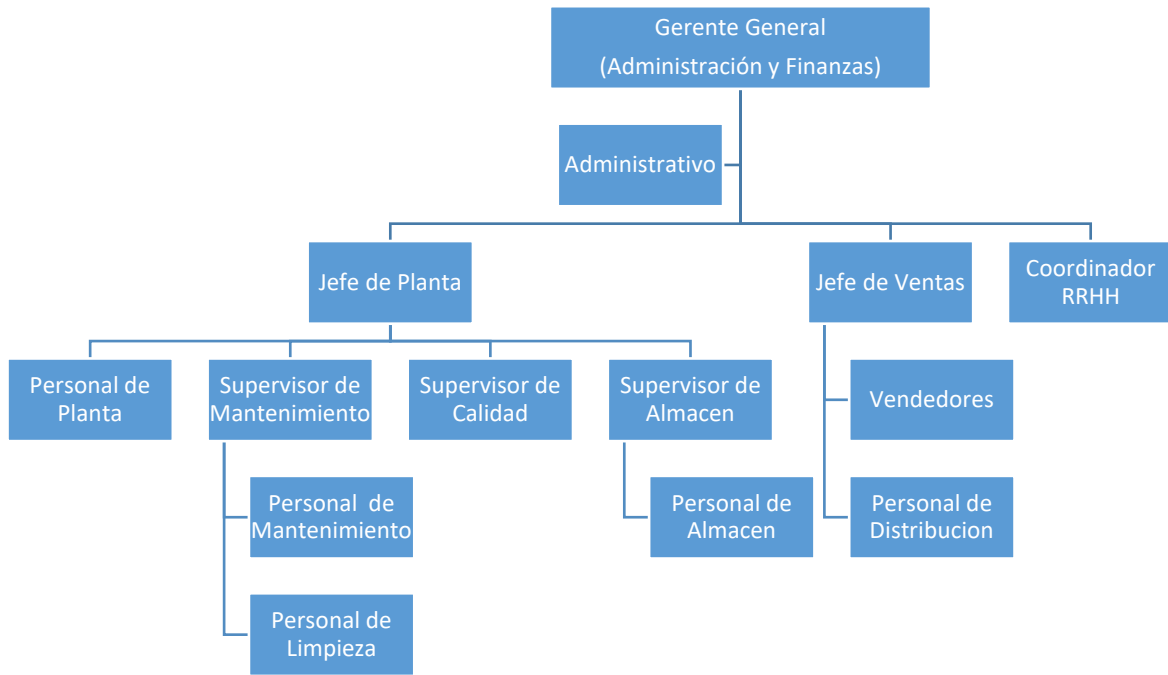 Gerente General
(Administración y Finanzas)
Administrativo
Jefe de Planta
Jefe de Ventas
Coordinador
RRHH
Personal de
Planta
Supervisor de
Mantenimiento
Supervisor de
Calidad
Supervisor de
Almacen
Vendedores
Personal de
Mantenimiento
Personal de
Almacen
Personal de
Distribucion
Personal de
Limpieza